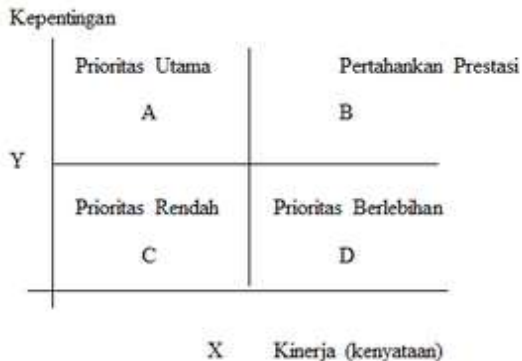 Kepentingan
Prioritas Utama Pertahankan Prestasi
A B
Y
Prioritas Rendah Prioritas Berlebihan
C D
X Kinerja (kenyataan)